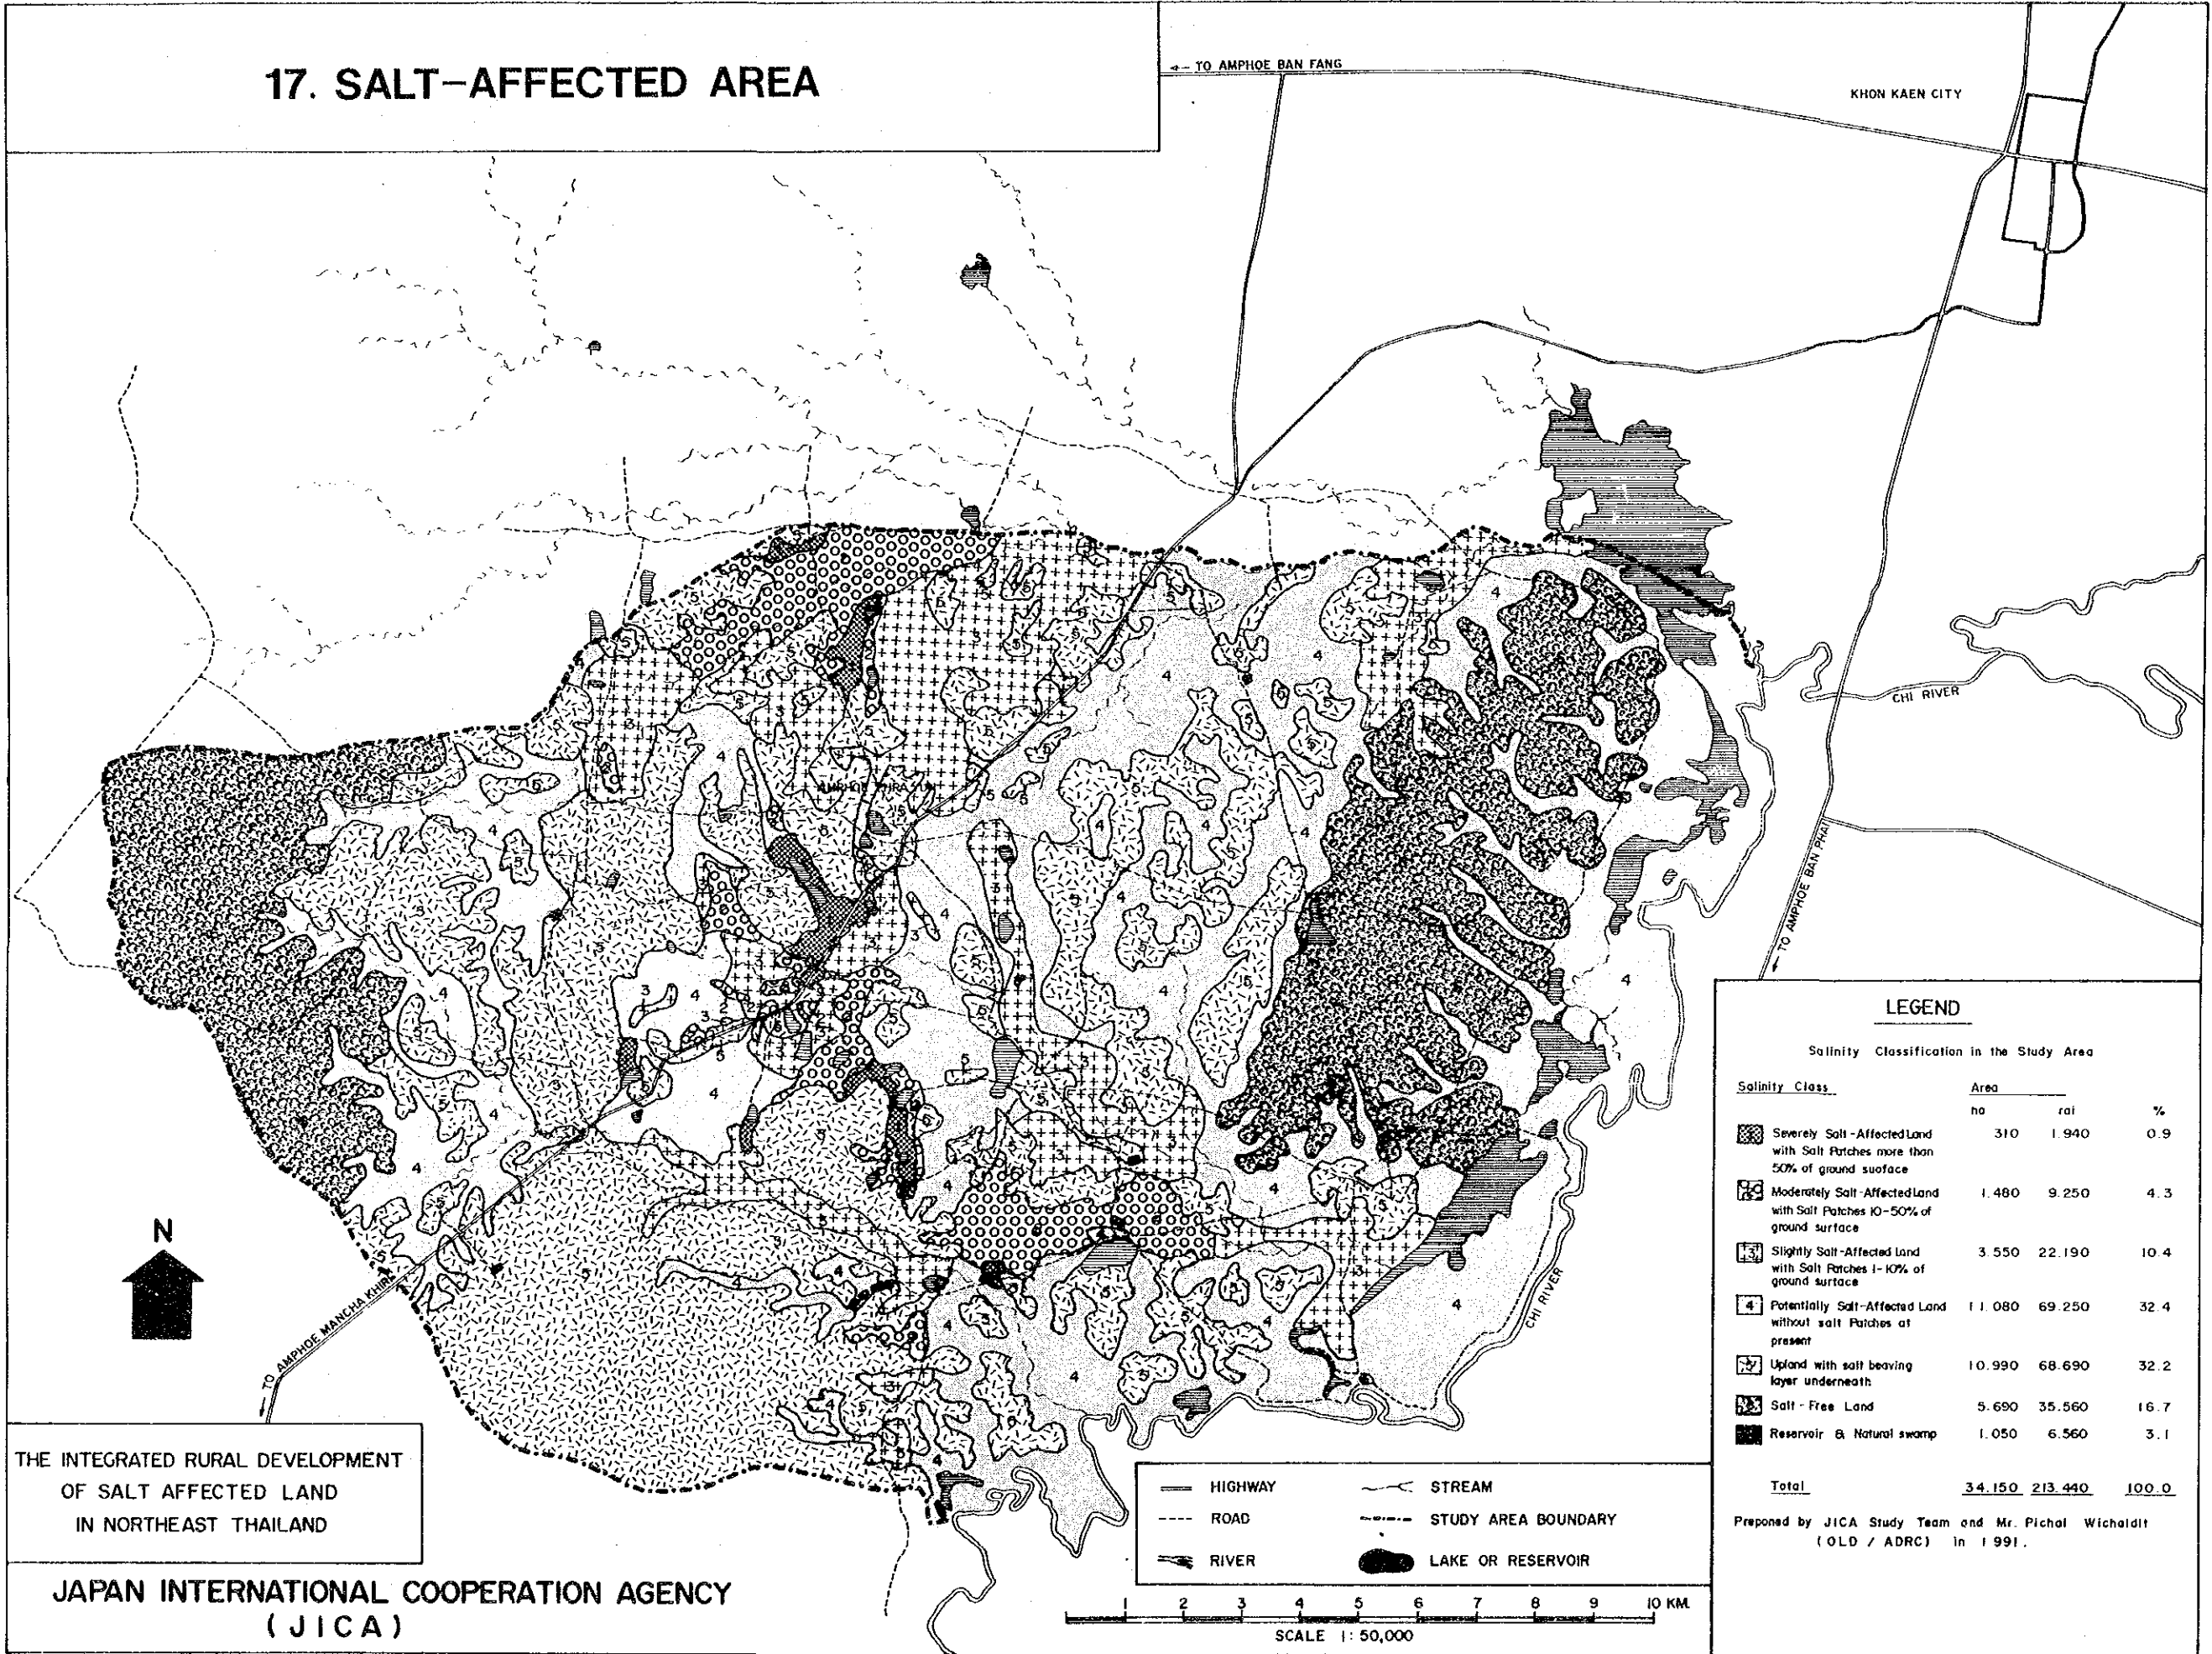 17. SALT-AFFECTED AREA
← TO AMPHOE BAN FANG
KHON KAEN CITY
CHI RIVER
← TO AMPHOE BAN PHAI
CHI RIVER
← TO AMPHOE MANCHA KHIRI
N
THE INTEGRATED RURAL DEVELOPMENT
OF SALT AFFECTED LAND
IN NORTHEAST THAILAND
JAPAN INTERNATIONAL COOPERATION AGENCY
( JICA )
HIGHWAY
ROAD
RIVER
STREAM
STUDY AREA BOUNDARY
LAKE OR RESERVOIR
1 2 3 4 5 6 7 8 9 10 KM.
SCALE 1: 50,000
LEGEND
Salinity Classification in the Study Area
Salinity Class Area
ha rai %
Severely Salt-Affected Land 310 1.940 0.9
with Salt Patches more than
50% of ground suoface
Moderately Salt-Affected Land 1.480 9.250 4.3
with Salt Patches 10-50% of
ground surface
3 Slightly Salt-Affected Land 3.550 22.190 10.4
with Salt Patches 1-10% of
ground surface
4 Potentially Salt-Affected Land 11.080 69.250 32.4
without salt Patches at
present
5 Upland with salt beaving 10.990 68.690 32.2
layer underneath
Salt - Free Land 5.690 35.560 16.7
Reservoir & Natural swamp 1.050 6.560 3.1
Total 34.150 213.440 100.0
Preponed by JICA Study Team and Mr. Pichai Wichaidit
( OLD / ADRC ) in 1991.